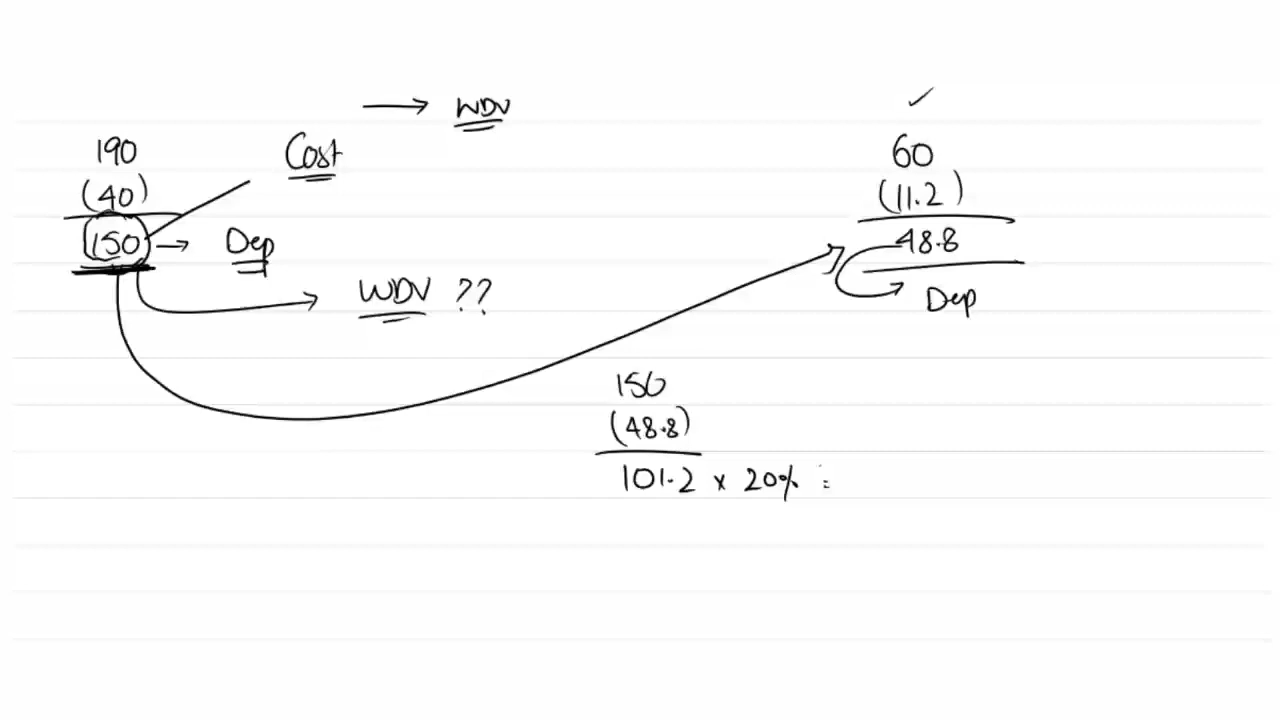 → WDV
190
(40)
150 → Dep
Cost
WDV ??
✓
60
(11.2)
48.8
Dep
150
(48.8)
101.2 x 20% =